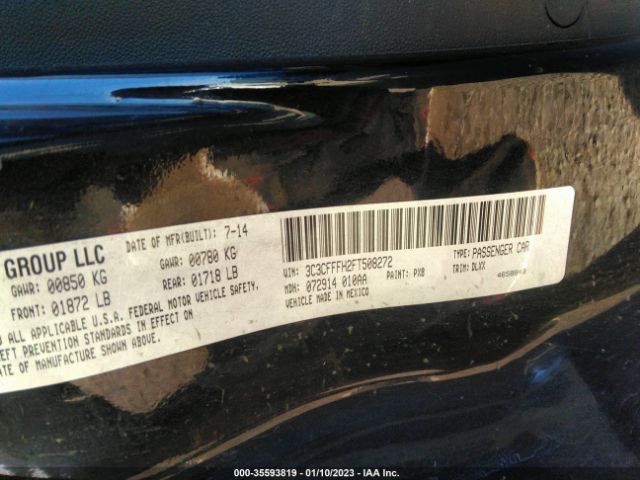 GROUP LLC
DATE OF MFR(BUILT): 7-14
GAWR: 00850 KG
GAWR: 00780 KG
FRONT: 01872 LB
REAR: 01718 LB
ALL APPLICABLE U.S.A. FEDERAL MOTOR VEHICLE SAFETY,
PREVENTION STANDARDS IN EFFECT ON
DATE OF MANUFACTURE SHOWN ABOVE.
VIN: 3C3CFFFH2FT508272
TYPE: PASSENGER CAR
MDH: 072914 010AA
PAINT: PXB
TRIM: DLXX
VEHICLE MADE IN MEXICO
000-35593819 - 01/10/2023 - IAA Inc.